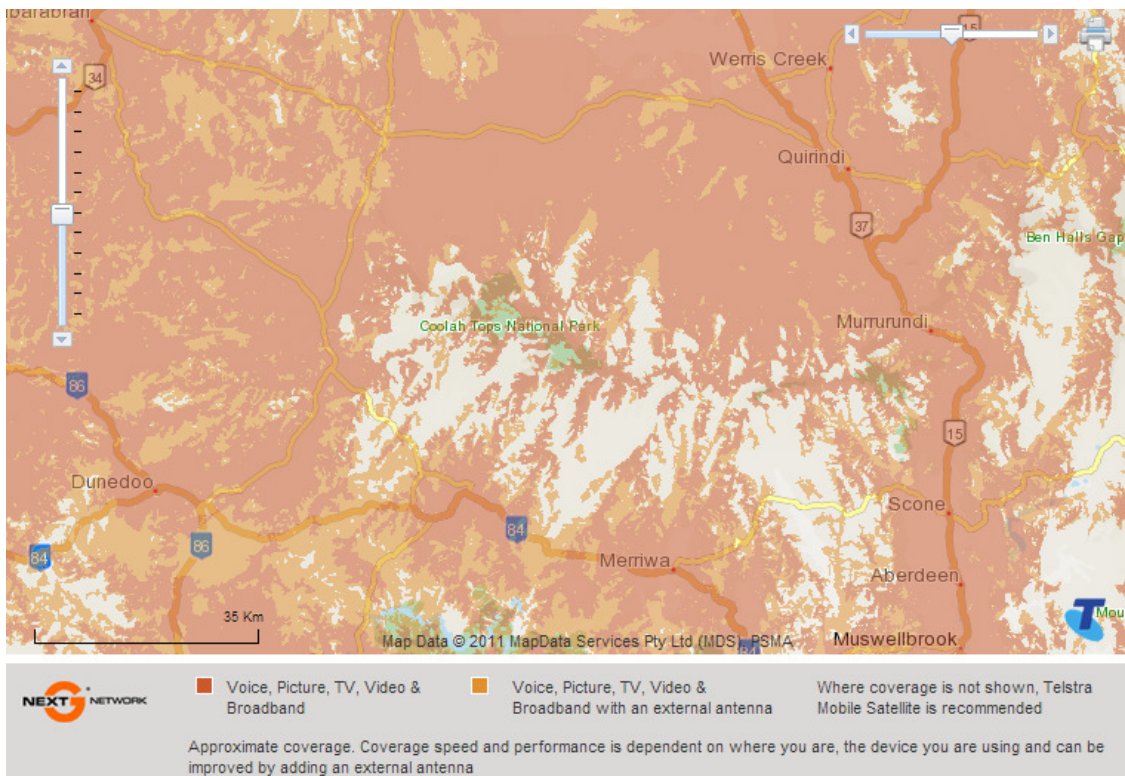 15
Werris Creek
34
Quirindi
37
Ben Halls Gap
Coolah Tops National Park
Murrurundi
86
15
Dunedoo
Scone
84
86
84
Merriwa
Aberdeen
35 Km
Map Data © 2011 MapData Services Pty Ltd (MDS), PSMA
Muswellbrook
84
T
NEXT G NETWORK
Voice, Picture, TV, Video &
Broadband
Voice, Picture, TV, Video &
Broadband with an external antenna
Where coverage is not shown, Telstra
Mobile Satellite is recommended
Approximate coverage. Coverage speed and performance is dependent on where you are, the device you are using and can be
improved by adding an external antenna